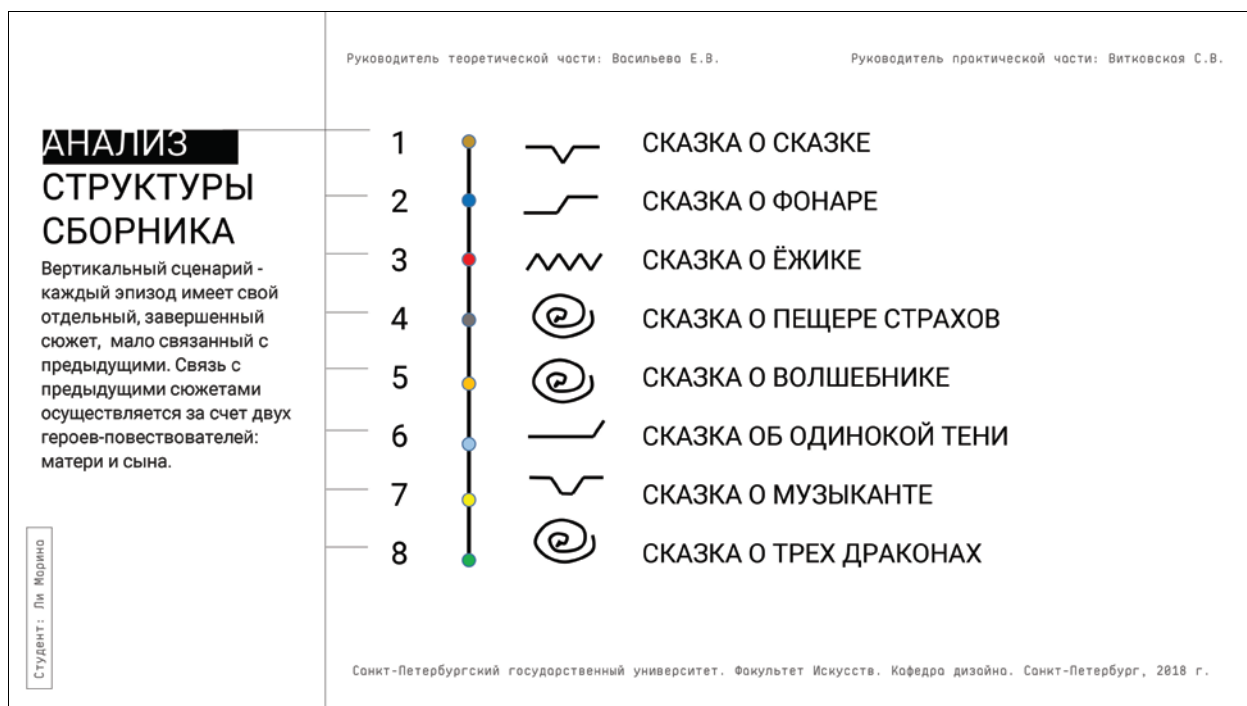 Руководитель теоретической части: Васильева Е.В.
Руководитель практической части: Витковская С.В.
АНАЛИЗ
СТРУКТУРЫ
СБОРНИКА
Вертикальный сценарий -
каждый эпизод имеет свой
отдельный, завершенный
сюжет, мало связанный с
предыдущими. Связь с
предыдущими сюжетами
осуществляется за счет двух
героев-повествователей:
матери и сына.
1 СКАЗКА О СКАЗКЕ
2 СКАЗКА О ФОНАРЕ
3 СКАЗКА О ЁЖИКЕ
4 СКАЗКА О ПЕЩЕРЕ СТРАХОВ
5 СКАЗКА О ВОЛШЕБНИКЕ
6 СКАЗКА ОБ ОДИНОКОЙ ТЕНИ
7 СКАЗКА О МУЗЫКАНТЕ
8 СКАЗКА О ТРЕХ ДРАКОНАХ
Студент: Ли Марина
Санкт-Петербургский государственный университет. Факультет Искусств. Кафедра дизайна. Санкт-Петербург, 2018 г.